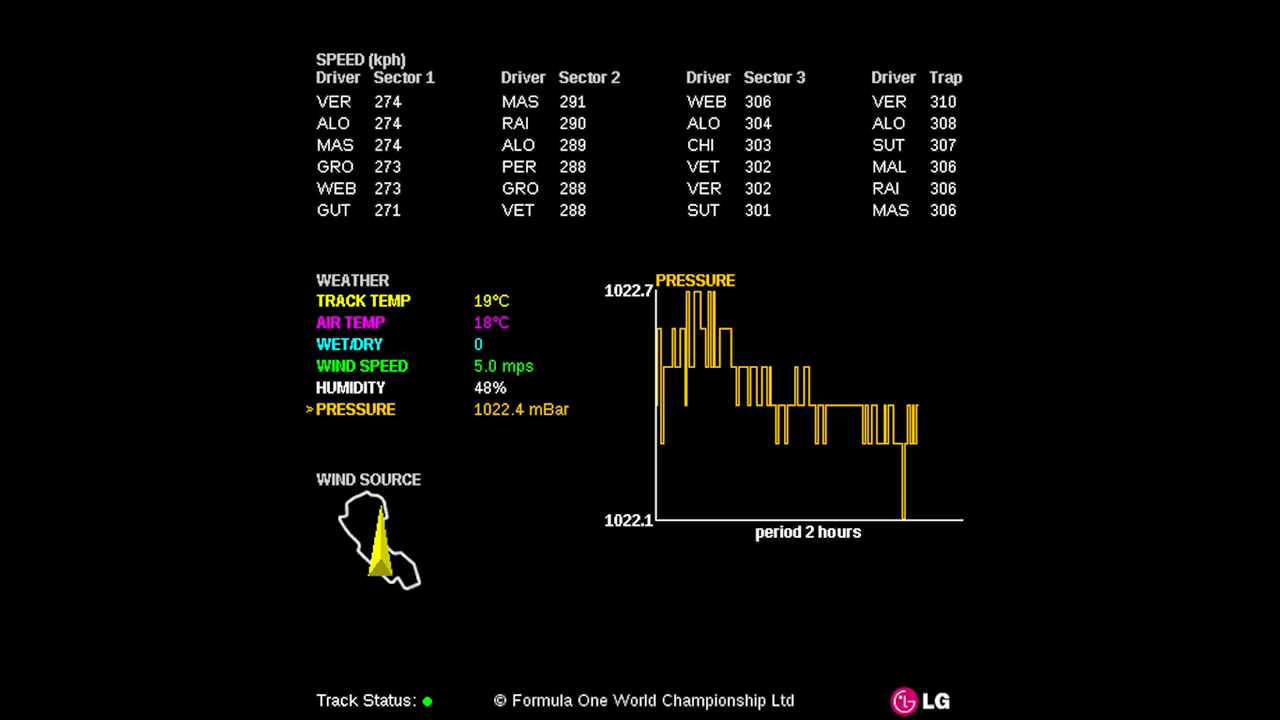 SPEED (kph)
Driver Sector 1 Driver Sector 2 Driver Sector 3 Driver Trap
VER 274 MAS 291 WEB 306 VER 310
ALO 274 RAI 290 ALO 304 ALO 308
MAS 274 ALO 289 CHI 303 SUT 307
GRO 273 PER 288 VET 302 MAL 306
WEB 273 GRO 288 VER 302 RAI 306
GUT 271 VET 288 SUT 301 MAS 306
WEATHER
TRACK TEMP 19°C
AIR TEMP 18°C
WET/DRY 0
WIND SPEED 5.0 mps
HUMIDITY 48%
>PRESSURE 1022.4 mBar
PRESSURE
1022.7
1022.1
period 2 hours
WIND SOURCE
Track Status: © Formula One World Championship Ltd LG